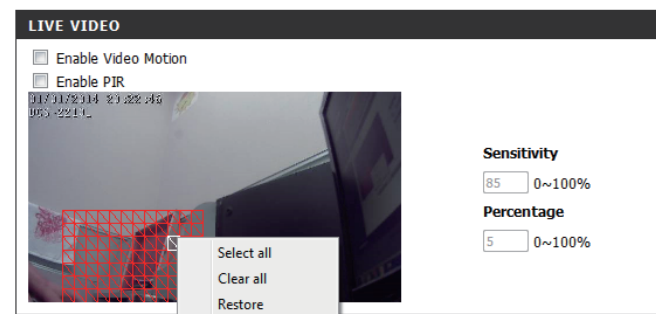 LIVE VIDEO
Enable Video Motion
Enable PIR
Sensitivity
85 0~100%
Percentage
5 0~100%
Select all
Clear all
Restore